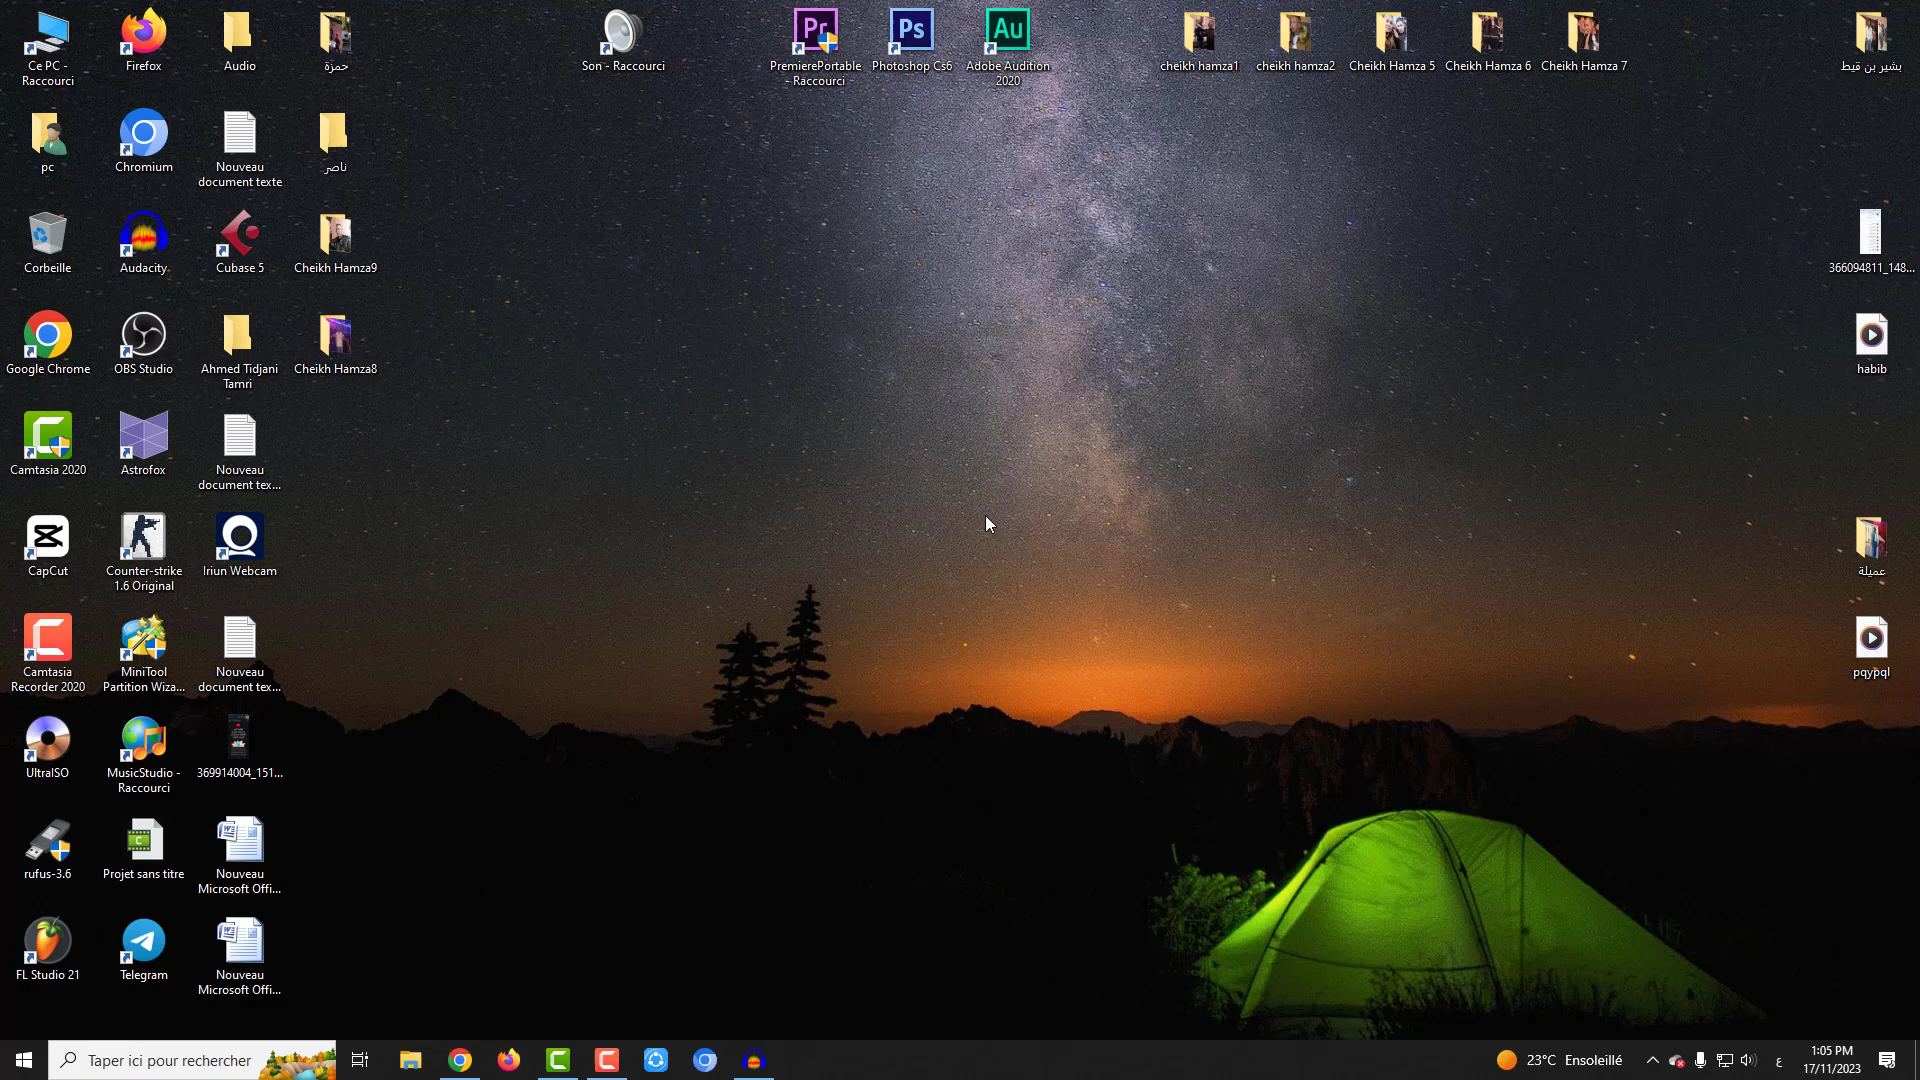 Ce PC -
Raccourci
Firefox
Audio
حمزة
Son - Raccourci
Pr
PremierePortable
- Raccourci
Ps
Photoshop Cs6
Au
Adobe Audition
2020
cheikh hamza1
cheikh hamza2
Cheikh Hamza 5
Cheikh Hamza 6
Cheikh Hamza 7
بشير بن قيط
pc
Chromium
Nouveau
document texte
ناصر
Corbeille
Audacity
Cubase 5
Cheikh Hamza9
366094811_148...
Google Chrome
OBS Studio
Ahmed Tidjani
Tamri
Cheikh Hamza8
habib
Camtasia 2020
Astrofox
Nouveau
document tex...
CapCut
Counter-strike
1.6 Original
Iriun Webcam
عميلة
Camtasia
Recorder 2020
MiniTool
Partition Wiza...
Nouveau
document tex...
pqypql
UltraISO
MusicStudio -
Raccourci
369914004_151...
rufus-3.6
Projet sans titre
Nouveau
Microsoft Offi...
FL Studio 21
Telegram
Nouveau
Microsoft Offi...
Taper ici pour rechercher
23°C Ensoleillé
ع
1:05 PM
17/11/2023